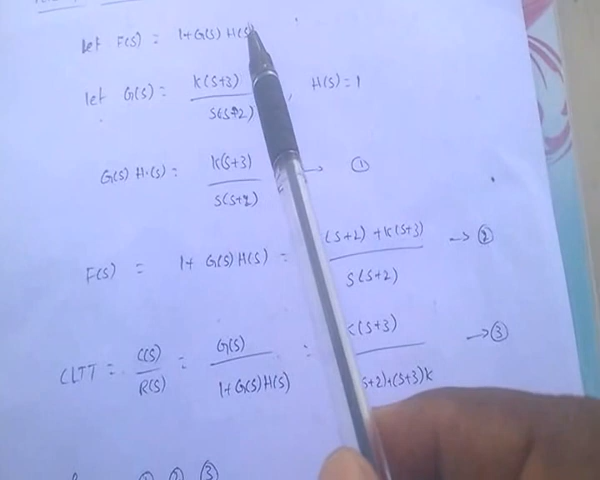 let F(S) = 1+G(S) H(S)
let G(S) = K(S+3) / S(S+2) , H(S)=1
G(S) H(S) = K(S+3) / S(S+2) → ①
F(S) = 1+ G(S) H(S) = (S+2) +K(S+3) / S(S+2) → ②
CLTF = C(S) / R(S) = G(S) / 1+G(S)H(S) = (S+3) / S+2)+(S+3)K → ③
① ② ③